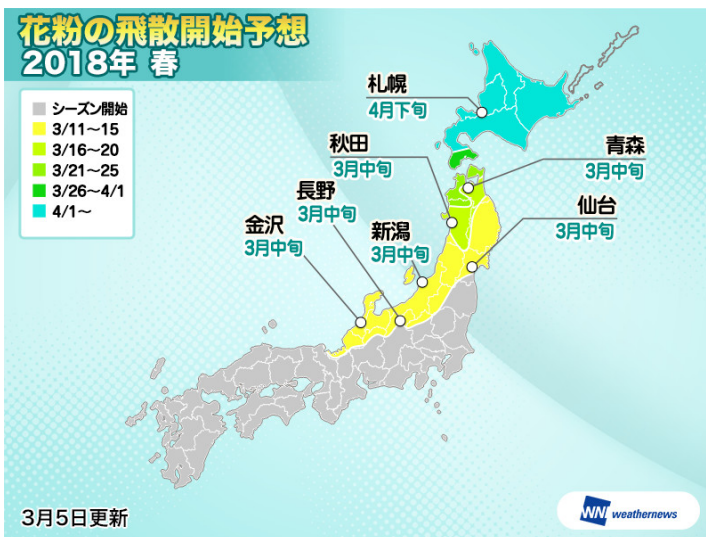 花粉の飛散開始予想
2018年 春
シーズン開始
3/11～15
3/16～20
3/21～25
3/26～4/1
4/1～
札幌
4月下旬
秋田
3月中旬
青森
3月中旬
長野
3月中旬
仙台
3月中旬
金沢
3月中旬
新潟
3月中旬
3月5日更新
WNI weathernews